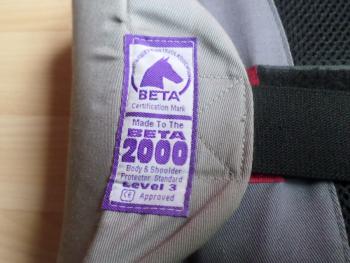 BETA
Certification Mark
Made To The
BETA
2000
Body & Shoulder
Protector Standard
Level 3
CE Approved